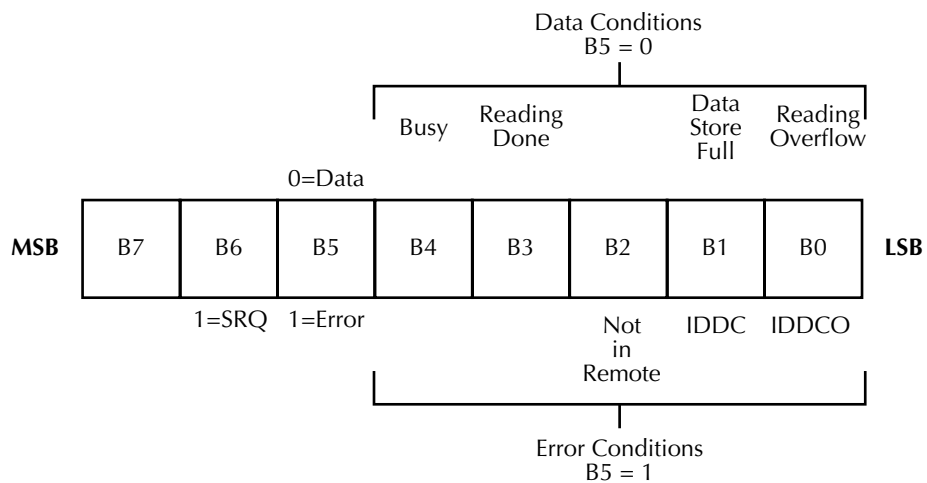 Data Conditions
B5 = 0
Busy
Reading
Done
Data
Store
Full
Reading
Overflow
0=Data
MSB B7 B6 B5 B4 B3 B2 B1 B0 LSB
1=SRQ 1=Error
Not
in
Remote
IDDC
IDDCO
Error Conditions
B5 = 1